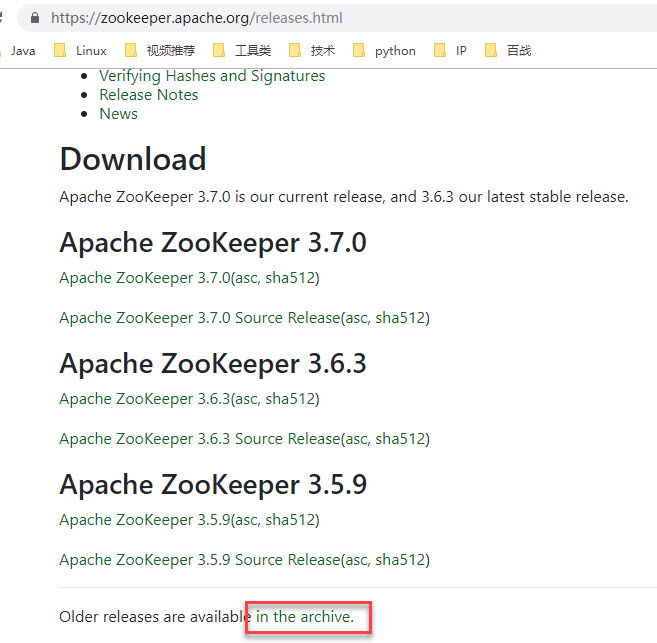 https://zookeeper.apache.org/releases.html
Java Linux 视频推荐 工具类 技术 python IP 百战
Verifying Hashes and Signatures
Release Notes
News
Download
Apache ZooKeeper 3.7.0 is our current release, and 3.6.3 our latest stable release.
Apache ZooKeeper 3.7.0
Apache ZooKeeper 3.7.0(asc, sha512)
Apache ZooKeeper 3.7.0 Source Release(asc, sha512)
Apache ZooKeeper 3.6.3
Apache ZooKeeper 3.6.3(asc, sha512)
Apache ZooKeeper 3.6.3 Source Release(asc, sha512)
Apache ZooKeeper 3.5.9
Apache ZooKeeper 3.5.9(asc, sha512)
Apache ZooKeeper 3.5.9 Source Release(asc, sha512)
Older releases are available in the archive.